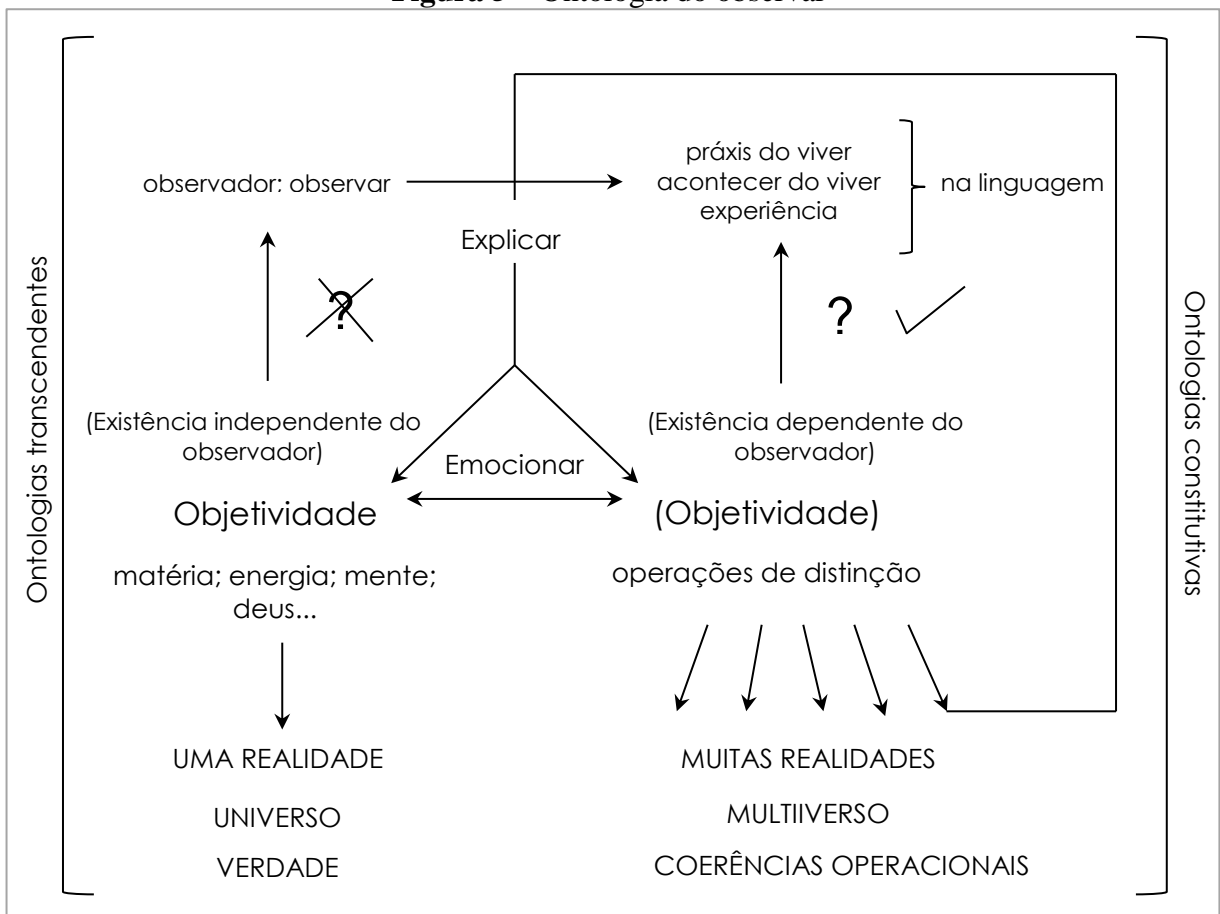 Ontologia do observar
observador: observar
práxis do viver
acontecer do viver
experiência
na linguagem
Explicar
?
?
(Existência independente do
observador)
(Existência dependente do
observador)
Emocionar
Objetividade
(Objetividade)
matéria; energia; mente;
deus...
operações de distinção
UMA REALIDADE
MUITAS REALIDADES
UNIVERSO
MULTIIVERSO
VERDADE
COERÊNCIAS OPERACIONAIS
Ontologias transcendentes
Ontologias constitutivas